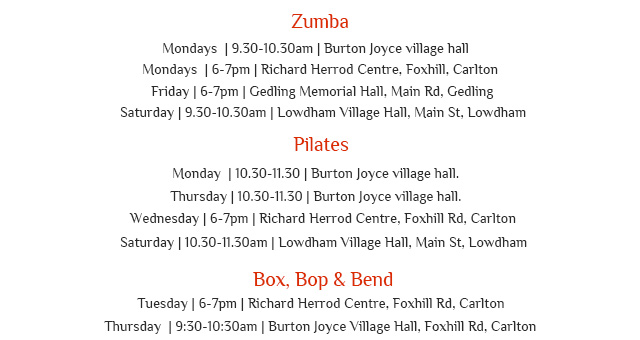 Zumba
Mondays | 9.30-10.30am | Burton Joyce village hall
Mondays | 6-7pm | Richard Herrod Centre, Foxhill, Carlton
Friday | 6-7pm | Gedling Memorial Hall, Main Rd, Gedling
Saturday | 9.30-10.30am | Lowdham Village Hall, Main St, Lowdham
Pilates
Monday | 10.30-11.30 | Burton Joyce village hall.
Thursday | 10.30-11.30 | Burton Joyce village hall.
Wednesday | 6-7pm | Richard Herrod Centre, Foxhill Rd, Carlton
Saturday | 10.30-11.30am | Lowdham Village Hall, Main St, Lowdham
Box, Bop & Bend
Tuesday | 6-7pm | Richard Herrod Centre, Foxhill Rd, Carlton
Thursday | 9:30-10:30am | Burton Joyce Village Hall, Foxhill Rd, Carlton